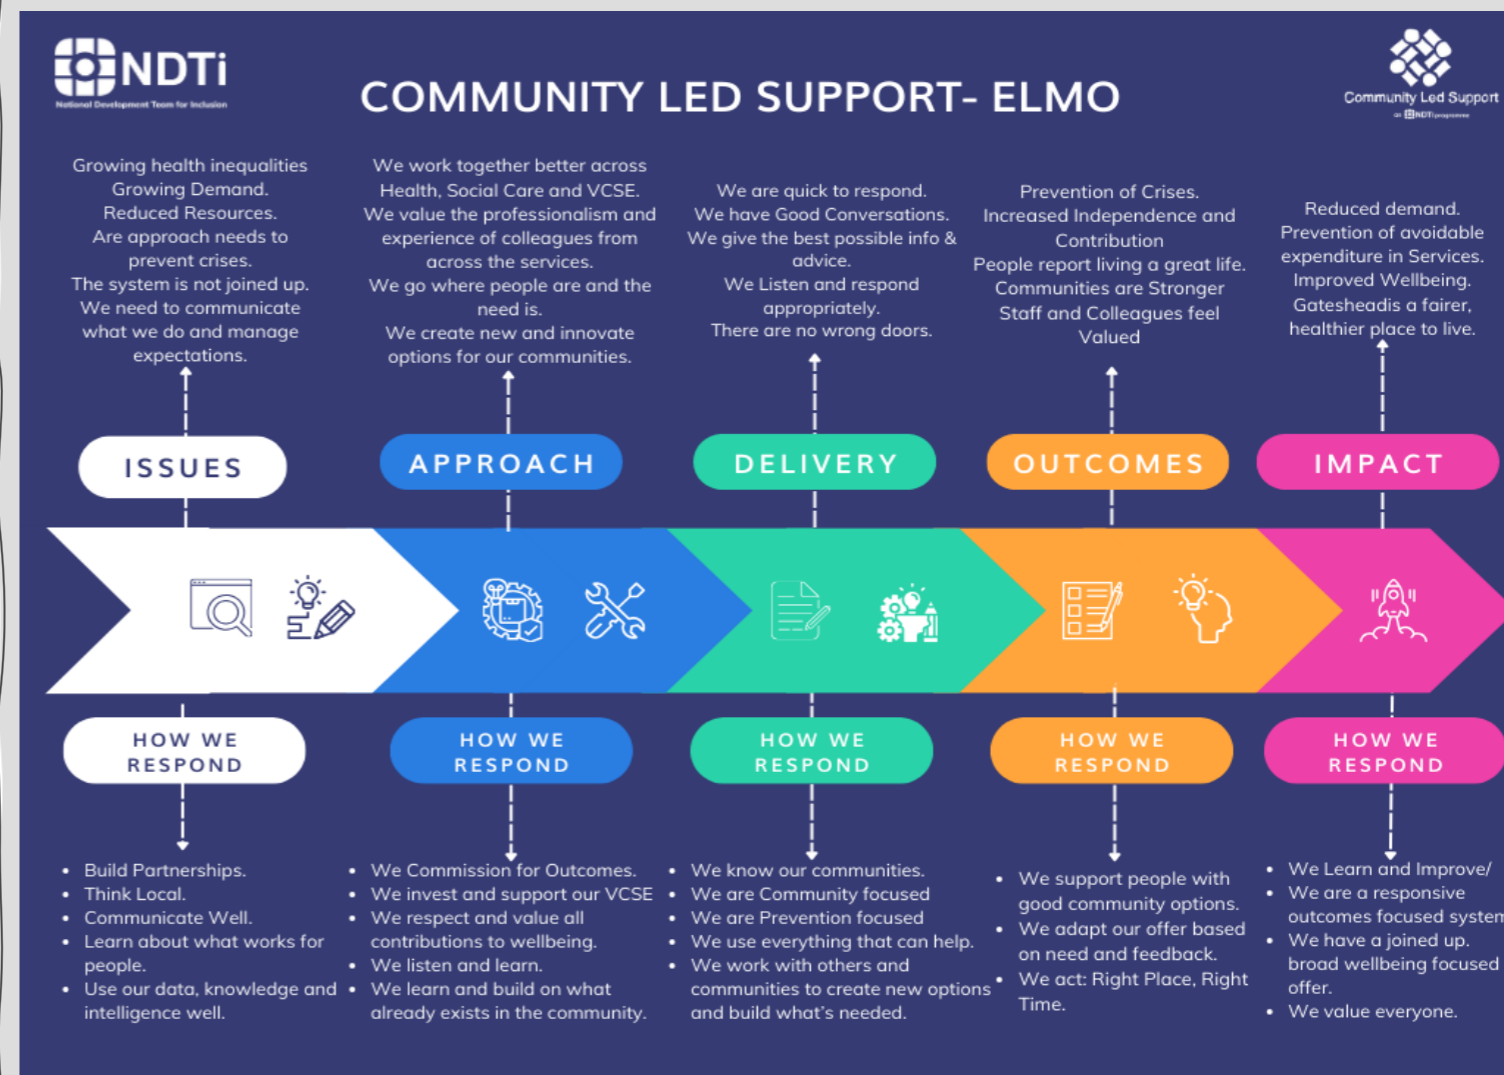 NDTi
National Development Team for Inclusion
COMMUNITY LED SUPPORT- ELMO
Community Led Support
an NDTi programme
Growing health inequalities
Growing Demand.
Reduced Resources.
Are approach needs to
prevent crises.
The system is not joined up.
We need to communicate
what we do and manage
expectations.
We work together better across
Health, Social Care and VCSE.
We value the professionalism and
experience of colleagues from
across the services.
We go where people are and the
need is.
We create new and innovate
options for our communities.
We are quick to respond.
We have Good Conversations.
We give the best possible info &
advice.
We Listen and respond
appropriately.
There are no wrong doors.
Prevention of Crises.
Increased Independence and
Contribution
People report living a great life.
Communities are Stronger
Staff and Colleagues feel
Valued
Reduced demand.
Prevention of avoidable
expenditure in Services.
Improved Wellbeing.
Gatesheadis a fairer,
healthier place to live.
ISSUES
APPROACH
DELIVERY
OUTCOMES
IMPACT
HOW WE
RESPOND
HOW WE
RESPOND
HOW WE
RESPOND
HOW WE
RESPOND
HOW WE
RESPOND
• Build Partnerships.
• Think Local.
• Communicate Well.
• Learn about what works for
people.
• Use our data, knowledge and
intelligence well.
• We Commission for Outcomes.
• We invest and support our VCSE
• We respect and value all
contributions to wellbeing.
• We listen and learn.
• We learn and build on what
already exists in the community.
• We know our communities.
• We are Community focused
• We are Prevention focused
• We use everything that can help.
• We work with others and
communities to create new options
and build what's needed.
• We support people with
good community options.
• We adapt our offer based
on need and feedback.
• We act: Right Place, Right
Time.
• We Learn and Improve/
• We are a responsive
outcomes focused system
• We have a joined up.
broad wellbeing focused
offer.
• We value everyone.